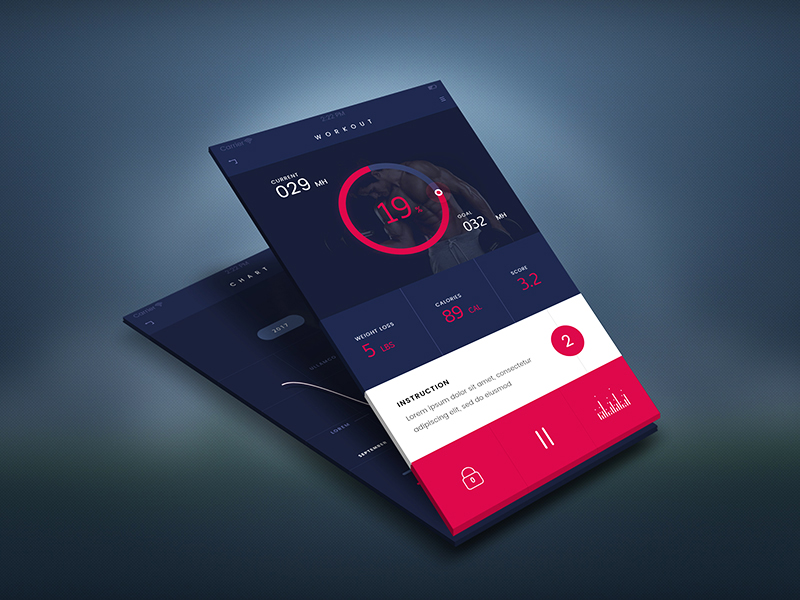 Carrier
2:22 PM
WORKOUT
CURRENT
029 MH
19 %
GOAL
032 MH
WEIGHT LOSS
5 LBS
CALORIES
89 CAL
SCORE
3.2
INSTRUCTION
Lorem ipsum dolor sit amet, consectetur
adipiscing elit, sed do eiusmod
2
Carrier
CHART
2017
LOREM
SEPTEMBER